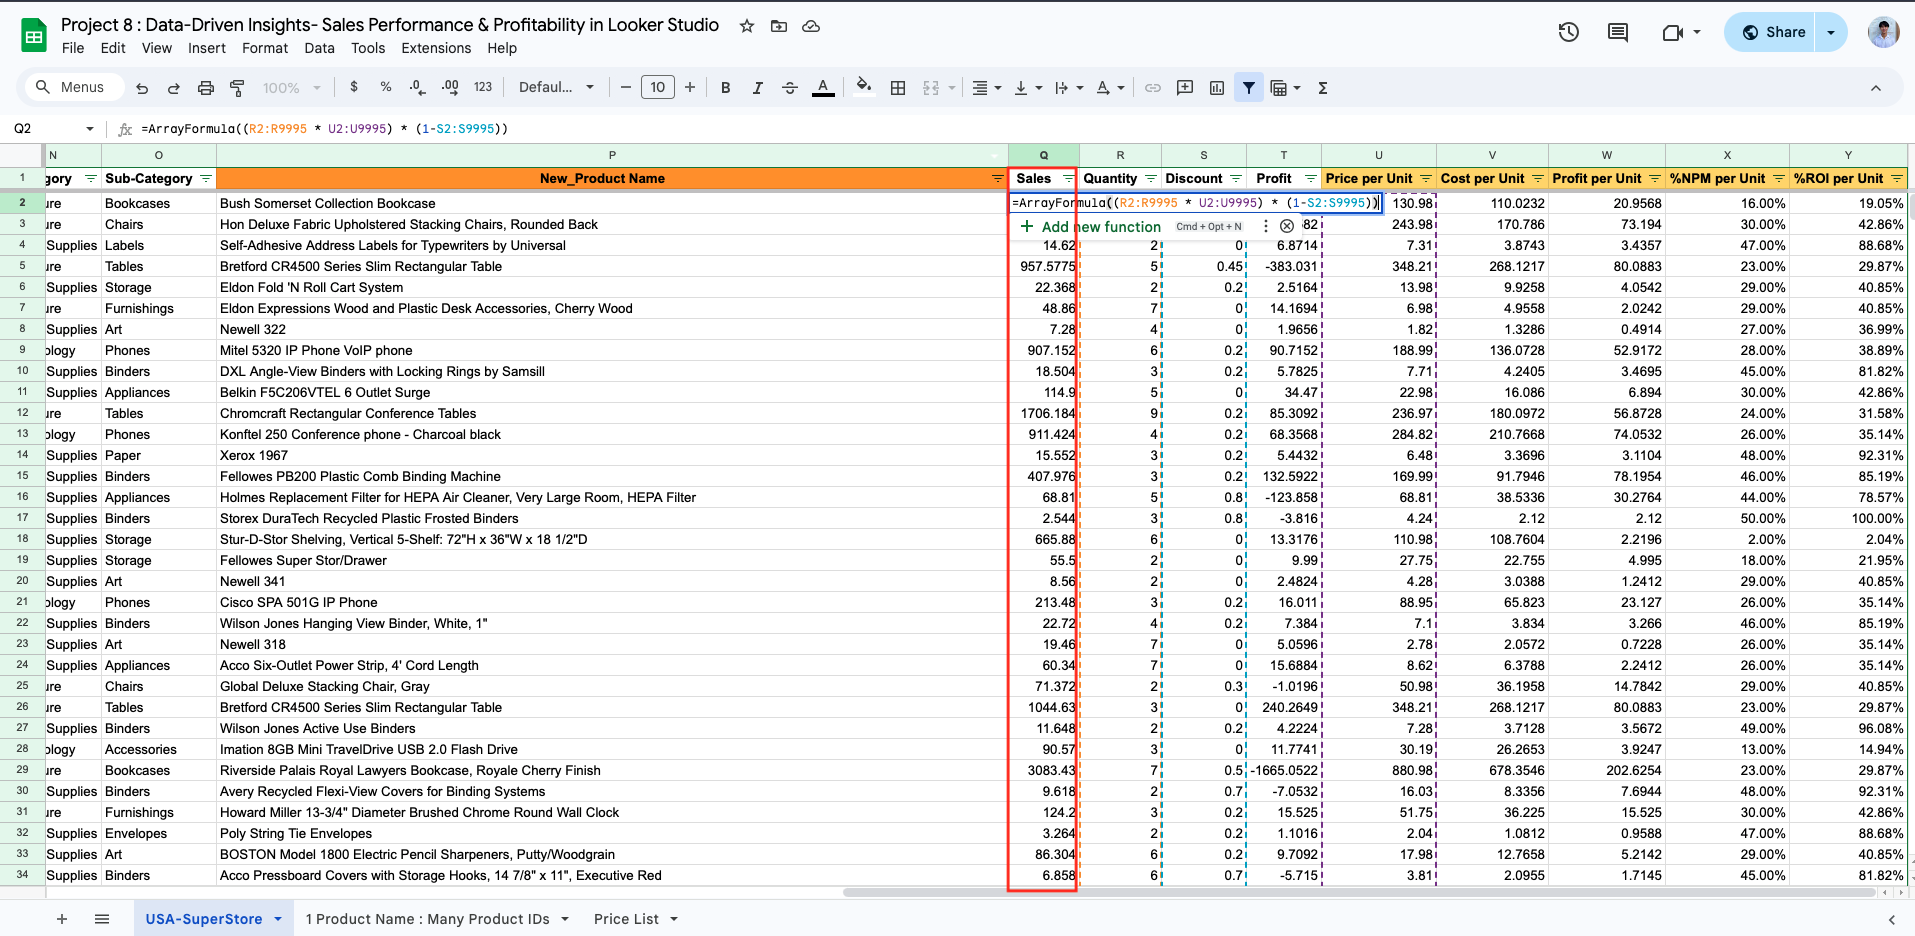 Project 8 : Data-Driven Insights- Sales Performance & Profitability in Looker Studio
File Edit View Insert Format Data Tools Extensions Help
Share
Menus 100% $ % .0 .00 123 Defaul... 10 B I A
Q2 fx =ArrayFormula((R2:R9995 * U2:U9995) * (1-S2:S9995))
N O P Q R S T U V W X Y
1 gory Sub-Category New_Product Name Sales Quantity Discount Profit Price per Unit Cost per Unit Profit per Unit %NPM per Unit %ROI per Unit
2 ure Bookcases Bush Somerset Collection Bookcase =ArrayFormula((R2:R9995 * U2:U9995) * (1-S2:S9995)) 130.98 110.0232 20.9568 16.00% 19.05%
3 ure Chairs Hon Deluxe Fabric Upholstered Stacking Chairs, Rounded Back + Add new function Cmd + Opt + N 82 243.98 170.786 73.194 30.00% 42.86%
4 Supplies Labels Self-Adhesive Address Labels for Typewriters by Universal 14.62 2 0 6.8714 7.31 3.8743 3.4357 47.00% 88.68%
5 ure Tables Bretford CR4500 Series Slim Rectangular Table 957.5775 5 0.45 -383.031 348.21 268.1217 80.0883 23.00% 29.87%
6 Supplies Storage Eldon Fold 'N Roll Cart System 22.368 2 0.2 2.5164 13.98 9.9258 4.0542 29.00% 40.85%
7 ure Furnishings Eldon Expressions Wood and Plastic Desk Accessories, Cherry Wood 48.86 7 0 14.1694 6.98 4.9558 2.0242 29.00% 40.85%
8 Supplies Art Newell 322 7.28 4 0 1.9656 1.82 1.3286 0.4914 27.00% 36.99%
9 ology Phones Mitel 5320 IP Phone VoIP phone 907.152 6 0.2 90.7152 188.99 136.0728 52.9172 28.00% 38.89%
10 Supplies Binders DXL Angle-View Binders with Locking Rings by Samsill 18.504 3 0.2 5.7825 7.71 4.2405 3.4695 45.00% 81.82%
11 Supplies Appliances Belkin F5C206VTEL 6 Outlet Surge 114.9 5 0 34.47 22.98 16.086 6.894 30.00% 42.86%
12 ure Tables Chromcraft Rectangular Conference Tables 1706.184 9 0.2 85.3092 236.97 180.0972 56.8728 24.00% 31.58%
13 ology Phones Konftel 250 Conference phone - Charcoal black 911.424 4 0.2 68.3568 284.82 210.7668 74.0532 26.00% 35.14%
14 Supplies Paper Xerox 1967 15.552 3 0.2 5.4432 6.48 3.3696 3.1104 48.00% 92.31%
15 Supplies Binders Fellowes PB200 Plastic Comb Binding Machine 407.976 3 0.2 132.5922 169.99 91.7946 78.1954 46.00% 85.19%
16 Supplies Appliances Holmes Replacement Filter for HEPA Air Cleaner, Very Large Room, HEPA Filter 68.81 5 0.8 -123.858 68.81 38.5336 30.2764 44.00% 78.57%
17 Supplies Binders Storex DuraTech Recycled Plastic Frosted Binders 2.544 3 0.8 -3.816 4.24 2.12 2.12 50.00% 100.00%
18 Supplies Storage Stur-D-Stor Shelving, Vertical 5-Shelf: 72"H x 36"W x 18 1/2"D 665.88 6 0 13.3176 110.98 108.7604 2.2196 2.00% 2.04%
19 Supplies Storage Fellowes Super Stor/Drawer 55.5 2 0 9.99 27.75 22.755 4.995 18.00% 21.95%
20 Supplies Art Newell 341 8.56 2 0 2.4824 4.28 3.0388 1.2412 29.00% 40.85%
21 ology Phones Cisco SPA 501G IP Phone 213.48 3 0.2 16.011 88.95 65.823 23.127 26.00% 35.14%
22 Supplies Binders Wilson Jones Hanging View Binder, White, 1" 22.72 4 0.2 7.384 7.1 3.834 3.266 46.00% 85.19%
23 Supplies Art Newell 318 19.46 7 0 5.0596 2.78 2.0572 0.7228 26.00% 35.14%
24 Supplies Appliances Acco Six-Outlet Power Strip, 4' Cord Length 60.34 7 0 15.6884 8.62 6.3788 2.2412 26.00% 35.14%
25 ure Chairs Global Deluxe Stacking Chair, Gray 71.372 2 0.3 -1.0196 50.98 36.1958 14.7842 29.00% 40.85%
26 ure Tables Bretford CR4500 Series Slim Rectangular Table 1044.63 3 0 240.2649 348.21 268.1217 80.0883 23.00% 29.87%
27 Supplies Binders Wilson Jones Active Use Binders 11.648 2 0.2 4.2224 7.28 3.7128 3.5672 49.00% 96.08%
28 ology Accessories Imation 8GB Mini TravelDrive USB 2.0 Flash Drive 90.57 3 0 11.7741 30.19 26.2653 3.9247 13.00% 14.94%
29 ure Bookcases Riverside Palais Royal Lawyers Bookcase, Royale Cherry Finish 3083.43 7 0.5 -1665.0522 880.98 678.3546 202.6254 23.00% 29.87%
30 Supplies Binders Avery Recycled Flexi-View Covers for Binding Systems 9.618 2 0.7 -7.0532 16.03 8.3356 7.6944 48.00% 92.31%
31 ure Furnishings Howard Miller 13-3/4" Diameter Brushed Chrome Round Wall Clock 124.2 3 0.2 15.525 51.75 36.225 15.525 30.00% 42.86%
32 Supplies Envelopes Poly String Tie Envelopes 3.264 2 0.2 1.1016 2.04 1.0812 0.9588 47.00% 88.68%
33 Supplies Art BOSTON Model 1800 Electric Pencil Sharpeners, Putty/Woodgrain 86.304 6 0.2 9.7092 17.98 12.7658 5.2142 29.00% 40.85%
34 Supplies Binders Acco Pressboard Covers with Storage Hooks, 14 7/8" x 11", Executive Red 6.858 6 0.7 -5.715 3.81 2.0955 1.7145 45.00% 81.82%
USA-SuperStore 1 Product Name : Many Product IDs Price List